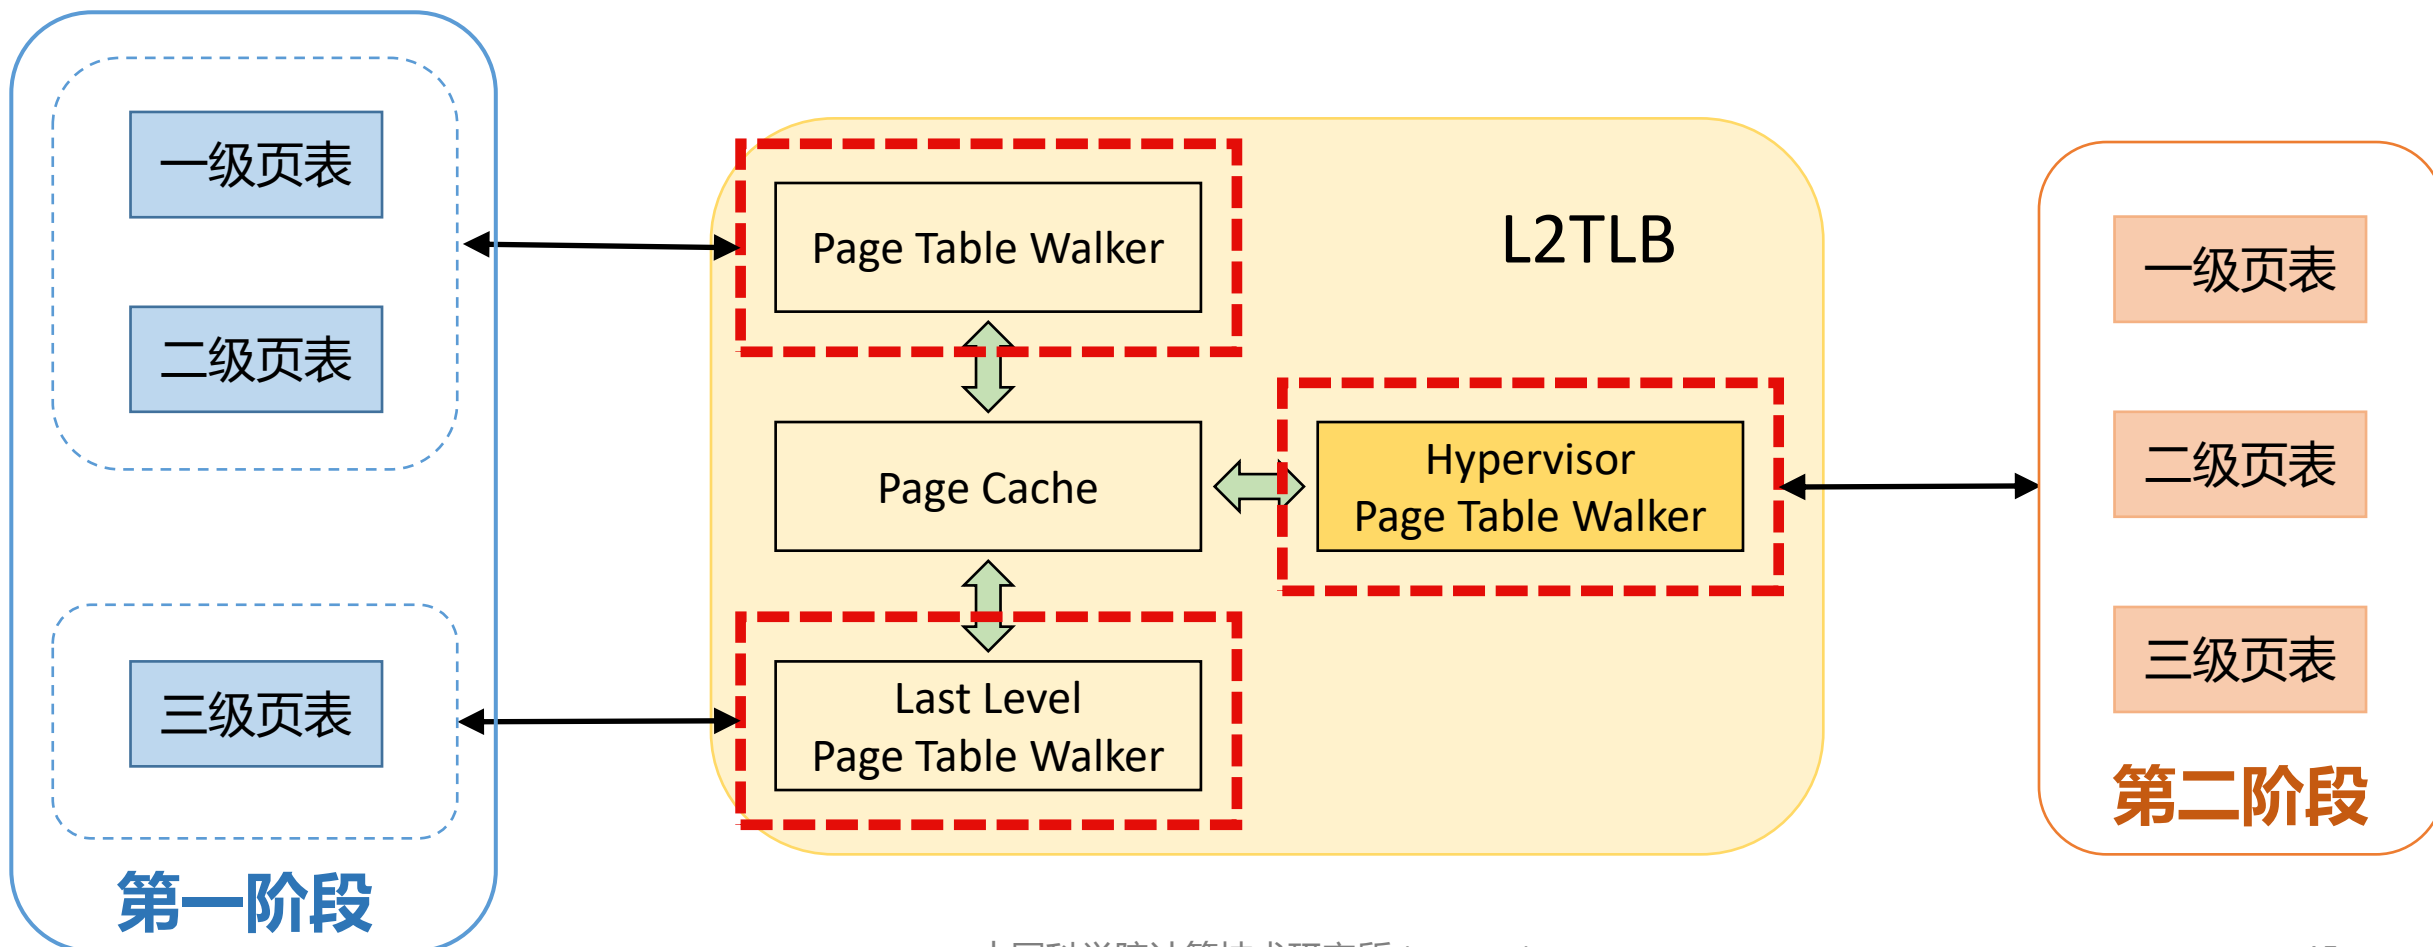 一级页表
二级页表
三级页表
第一阶段
Page Table Walker
L2TLB
Page Cache
Hypervisor
Page Table Walker
Last Level
Page Table Walker
一级页表
二级页表
三级页表
第二阶段